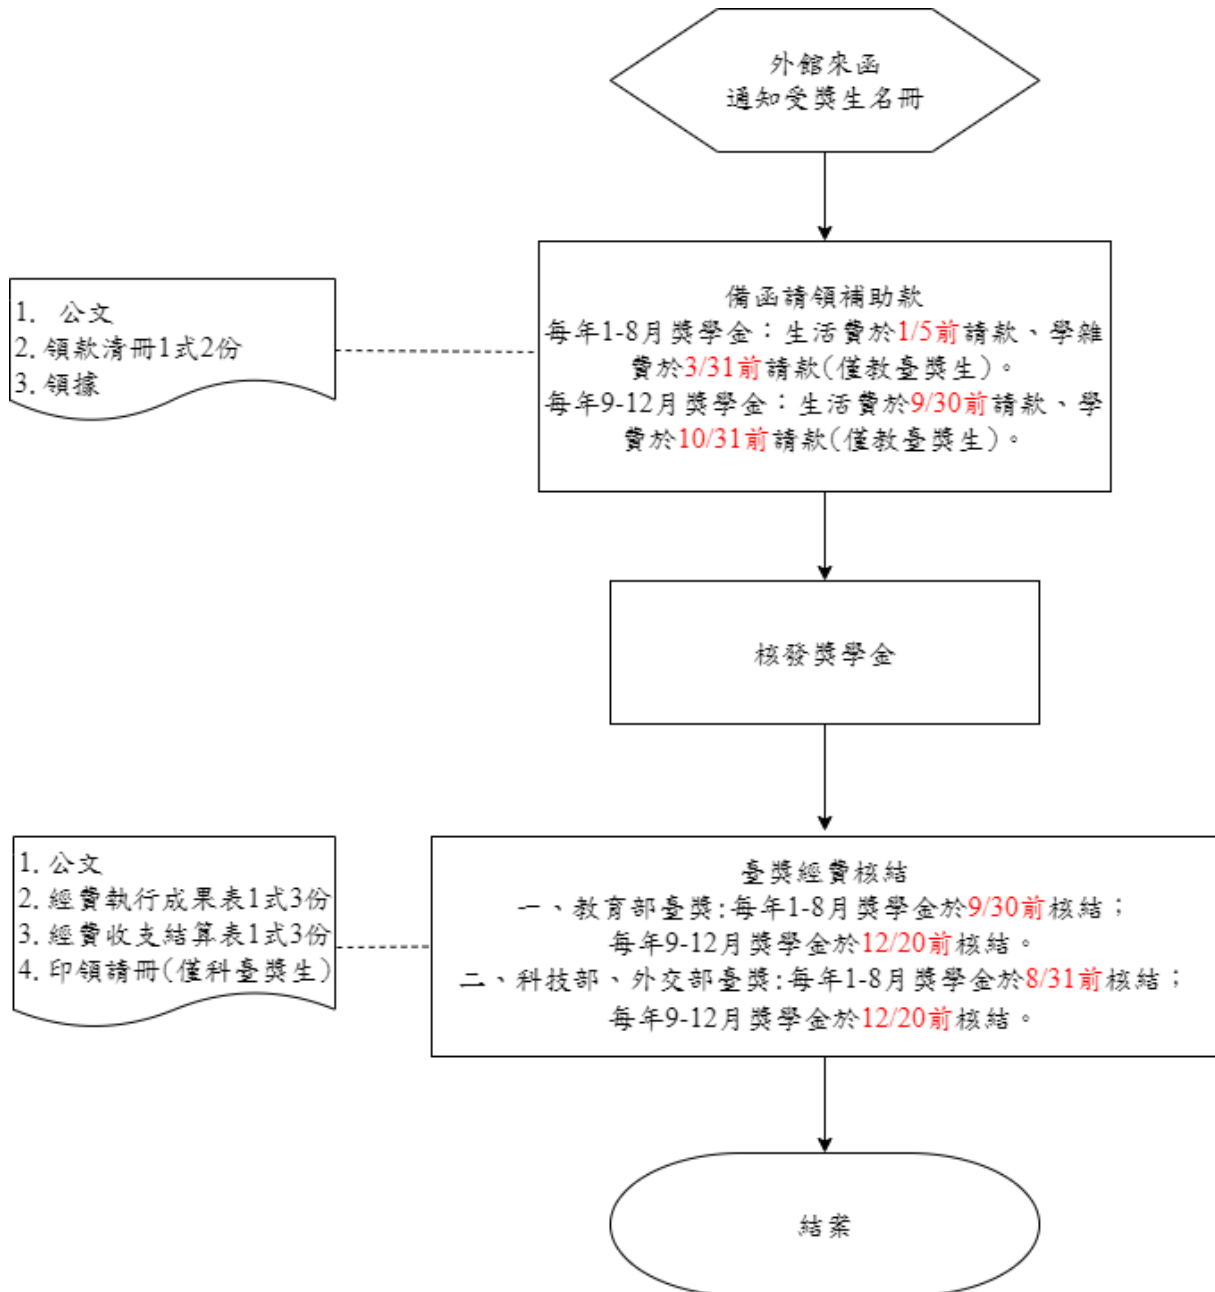 外館來函
通知受獎生名冊
備函請領補助款
每年1-8月獎學金：生活費於1/5前請款、學雜
費於3/31前請款(僅教臺獎生)。
每年9-12月獎學金：生活費於9/30前請款、學
費於10/31前請款(僅教臺獎生)。
1. 公文
2. 領款清冊1式2份
3. 領據
核發獎學金
臺獎經費核結
一、教育部臺獎:每年1-8月獎學金於9/30前核結；
每年9-12月獎學金於12/20前核結。
二、科技部、外交部臺獎:每年1-8月獎學金於8/31前核結；
每年9-12月獎學金於12/20前核結。
1. 公文
2. 經費執行成果表1式3份
3. 經費收支結算表1式3份
4. 印領請冊(僅科臺獎生)
結案